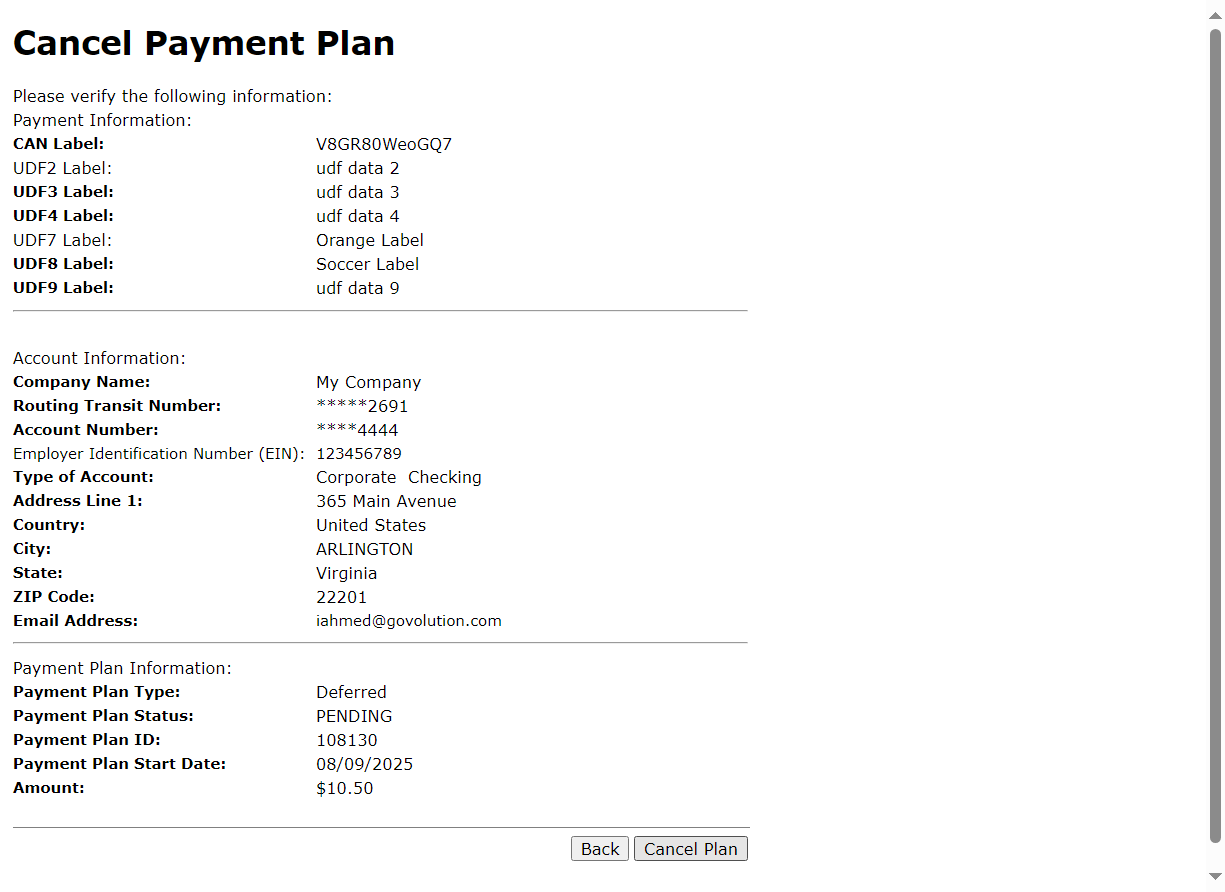 Cancel Payment Plan
Please verify the following information:
Payment Information:
CAN Label: V8GR80WeoGQ7
UDF2 Label: udf data 2
UDF3 Label: udf data 3
UDF4 Label: udf data 4
UDF7 Label: Orange Label
UDF8 Label: Soccer Label
UDF9 Label: udf data 9
Account Information:
Company Name: My Company
Routing Transit Number: *****2691
Account Number: ****4444
Employer Identification Number (EIN): 123456789
Type of Account: Corporate Checking
Address Line 1: 365 Main Avenue
Country: United States
City: ARLINGTON
State: Virginia
ZIP Code: 22201
Email Address: iahmed@govolution.com
Payment Plan Information:
Payment Plan Type: Deferred
Payment Plan Status: PENDING
Payment Plan ID: 108130
Payment Plan Start Date: 08/09/2025
Amount: $10.50
Back Cancel Plan